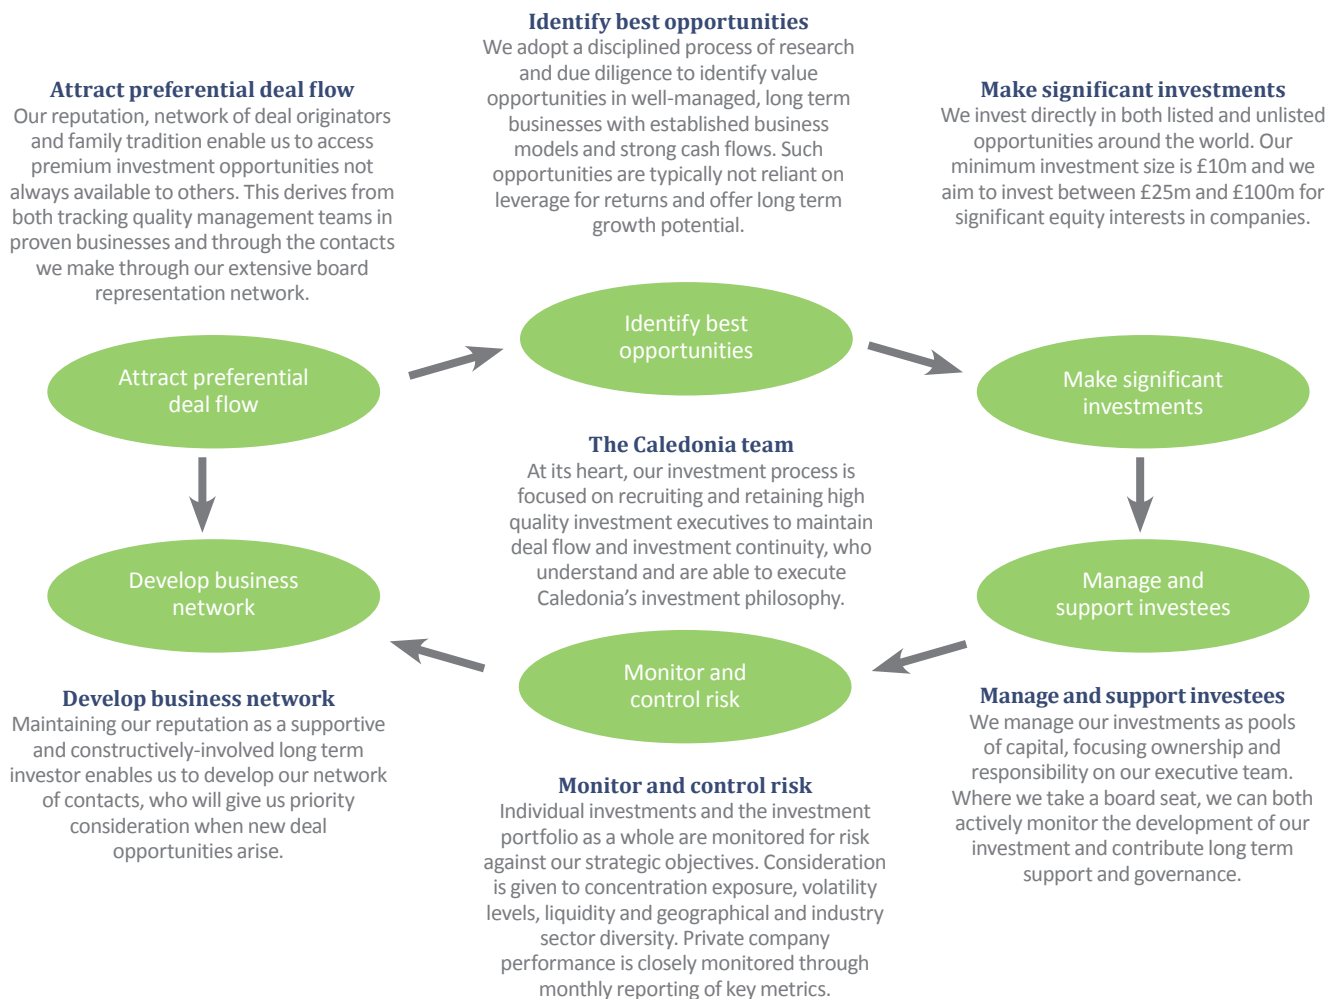 Identify best opportunities
We adopt a disciplined process of research
and due diligence to identify value
opportunities in well-managed, long term
businesses with established business
models and strong cash flows. Such
opportunities are typically not reliant on
leverage for returns and offer long term
growth potential.
Attract preferential deal flow
Our reputation, network of deal originators
and family tradition enable us to access
premium investment opportunities not
always available to others. This derives from
both tracking quality management teams in
proven businesses and through the contacts
we make through our extensive board
representation network.
Make significant investments
We invest directly in both listed and unlisted
opportunities around the world. Our
minimum investment size is £10m and we
aim to invest between £25m and £100m for
significant equity interests in companies.
Identify best
opportunities
Attract preferential
deal flow
Make significant
investments
The Caledonia team
At its heart, our investment process is
focused on recruiting and retaining high
quality investment executives to maintain
deal flow and investment continuity, who
understand and are able to execute
Caledonia’s investment philosophy.
Develop business
network
Manage and
support investees
Monitor and
control risk
Develop business network
Maintaining our reputation as a supportive
and constructively-involved long term
investor enables us to develop our network
of contacts, who will give us priority
consideration when new deal
opportunities arise.
Manage and support investees
We manage our investments as pools
of capital, focusing ownership and
responsibility on our executive team.
Where we take a board seat, we can both
actively monitor the development of our
investment and contribute long term
support and governance.
Monitor and control risk
Individual investments and the investment
portfolio as a whole are monitored for risk
against our strategic objectives. Consideration
is given to concentration exposure, volatility
levels, liquidity and geographical and industry
sector diversity. Private company
performance is closely monitored through
monthly reporting of key metrics.